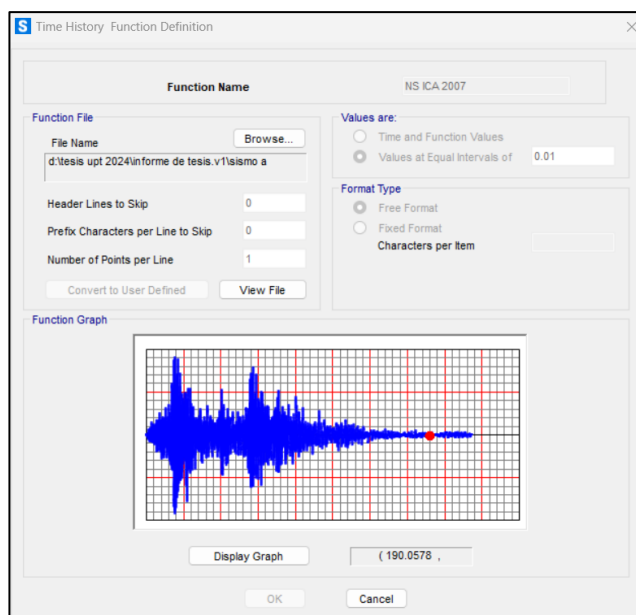 S Time History Function Definition
Function Name NS ICA 2007
Function File
File Name Browse...
d:\tesis upt 2024\informe de tesis.v1\sismo a
Header Lines to Skip 0
Prefix Characters per Line to Skip 0
Number of Points per Line 1
Convert to User Defined View File
Values are:
Time and Function Values
Values at Equal Intervals of 0.01
Format Type
Free Format
Fixed Format
Characters per Item
Function Graph
Display Graph ( 190.0578 ,
OK Cancel